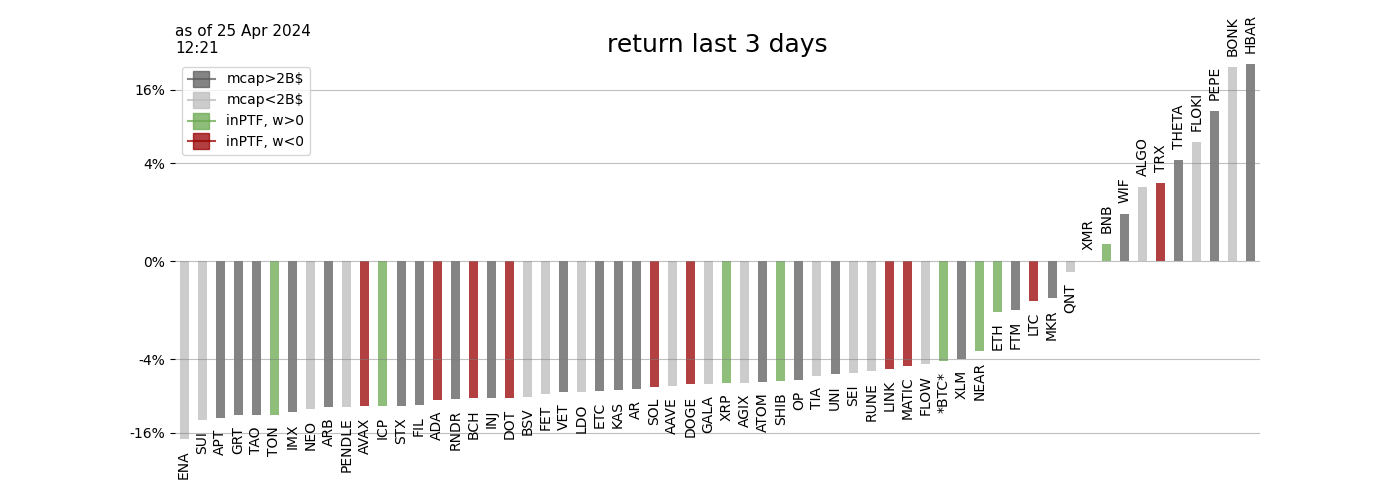 as of 25 Apr 2024
12:21
return last 3 days
mcap>2B$
mcap<2B$
inPTF, w>0
inPTF, w<0
16%
4%
0%
-4%
-16%
ENA
SUI
APT
GRT
TAO
TON
IMX
NEO
ARB
PENDLE
AVAX
ICP
STX
FIL
ADA
RNDR
BCH
INJ
DOT
BSV
FET
VET
LDO
ETC
KAS
AR
SOL
AAVE
DOGE
GALA
XRP
AGIX
ATOM
SHIB
OP
TIA
UNI
SEI
RUNE
LINK
MATIC
FLOW
*BTC*
XLM
NEAR
ETH
FTM
LTC
MKR
QNT
XMR
BNB
WIF
ALGO
TRX
THETA
FLOKI
PEPE
BONK
HBAR